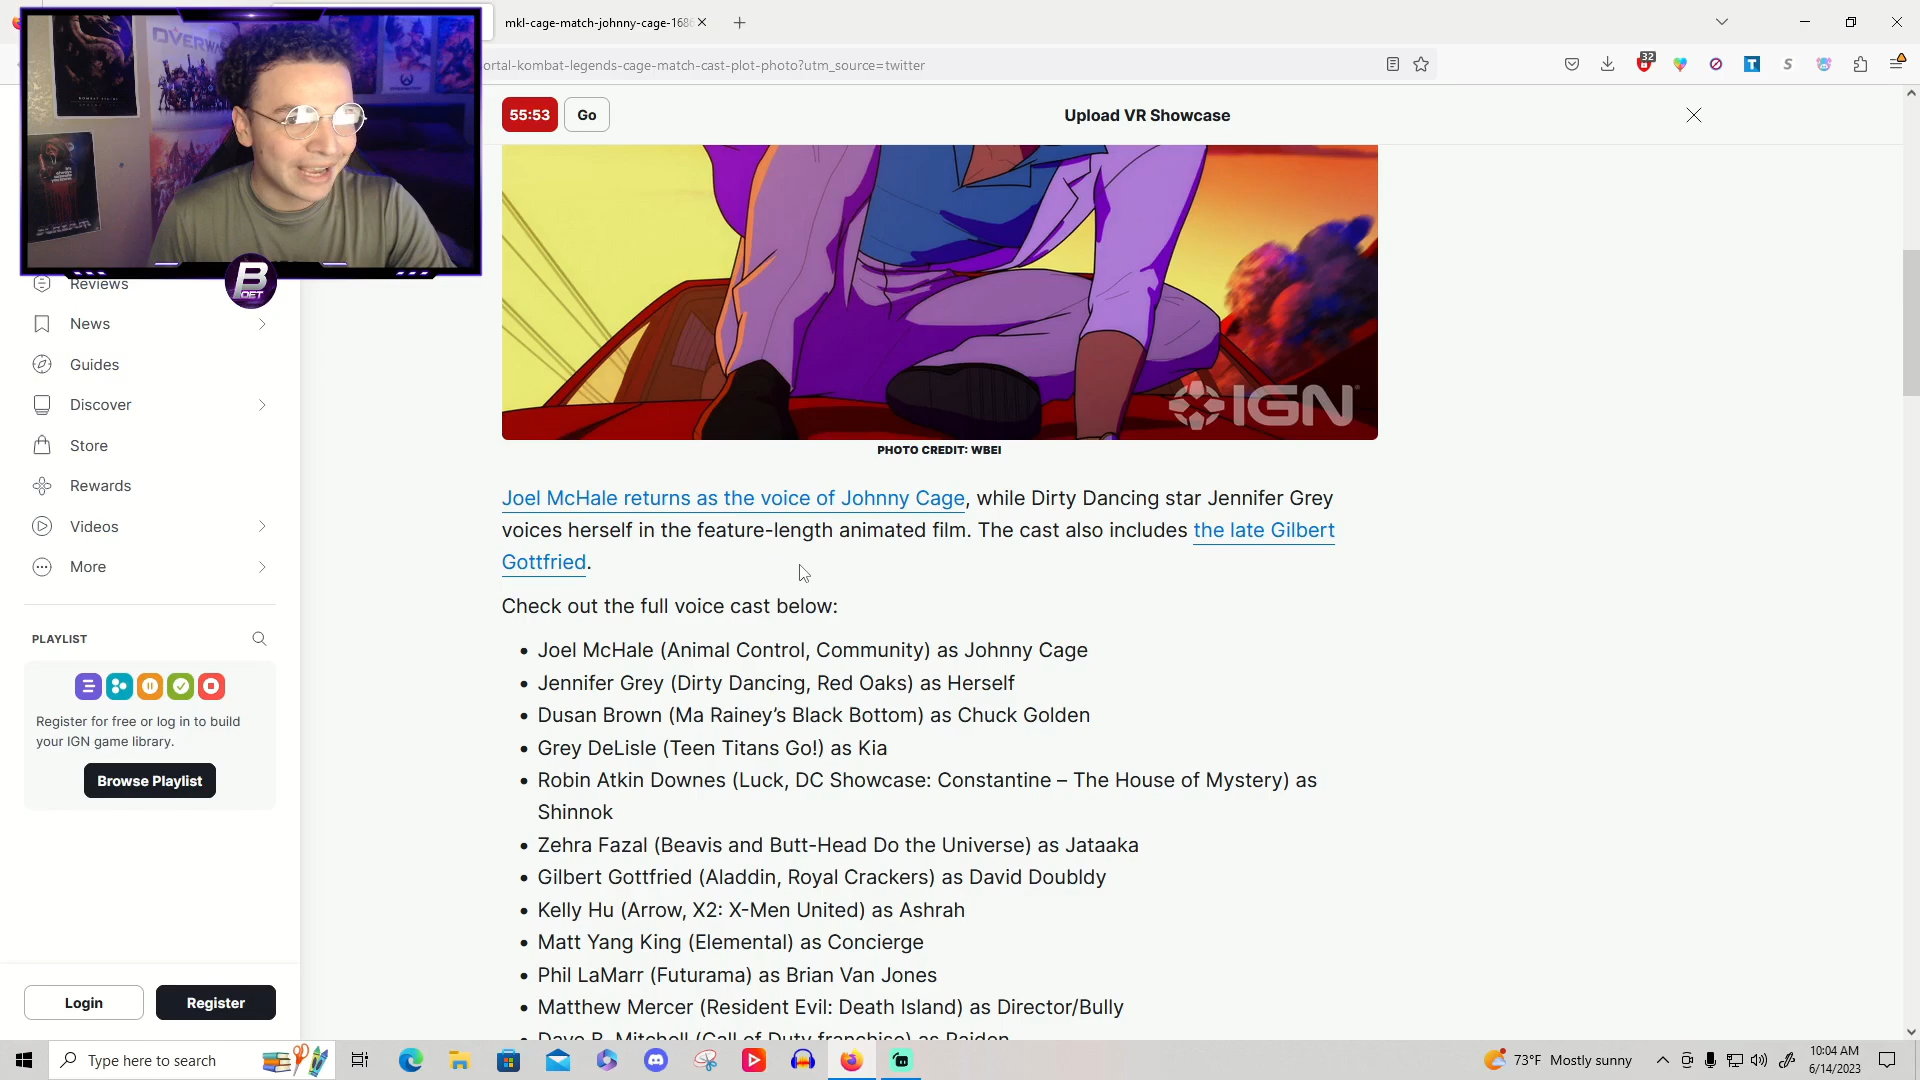 mkl-cage-match-johnny-cage-168
ortal-kombat-legends-cage-match-cast-plot-photo?utm_source=twitter
32
55:53 Go Upload VR Showcase
IGN
PHOTO CREDIT: WBEI
B
Reviews
News
Guides
Discover
Store
Rewards
Videos
More
PLAYLIST
Register for free or log in to build
your IGN game library.
Browse Playlist
Login Register
Joel McHale returns as the voice of Johnny Cage, while Dirty Dancing star Jennifer Grey
voices herself in the feature-length animated film. The cast also includes the late Gilbert
Gottfried.
Check out the full voice cast below:
• Joel McHale (Animal Control, Community) as Johnny Cage
• Jennifer Grey (Dirty Dancing, Red Oaks) as Herself
• Dusan Brown (Ma Rainey’s Black Bottom) as Chuck Golden
• Grey DeLisle (Teen Titans Go!) as Kia
• Robin Atkin Downes (Luck, DC Showcase: Constantine – The House of Mystery) as
Shinnok
• Zehra Fazal (Beavis and Butt-Head Do the Universe) as Jataaka
• Gilbert Gottfried (Aladdin, Royal Crackers) as David Doubldy
• Kelly Hu (Arrow, X2: X-Men United) as Ashrah
• Matt Yang King (Elemental) as Concierge
• Phil LaMarr (Futurama) as Brian Van Jones
• Matthew Mercer (Resident Evil: Death Island) as Director/Bully
• Dave B. Mitchell (Call of Duty franchise) as Raiden
Type here to search
73°F Mostly sunny
10:04 AM
6/14/2023